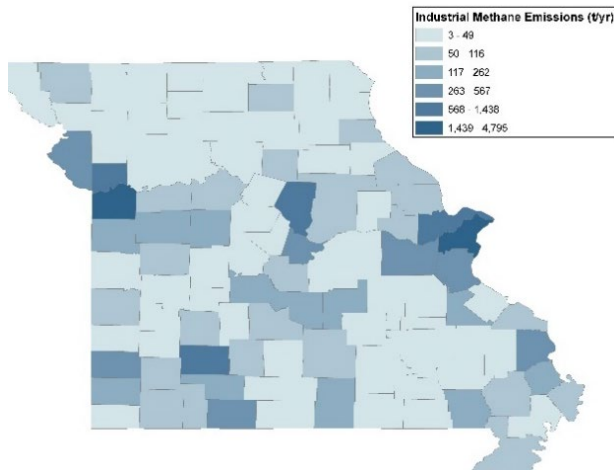 Industrial Methane Emissions (t/yr)
3 - 49
50 116
117 262
263 567
568 - 1,438
1,439 4,795